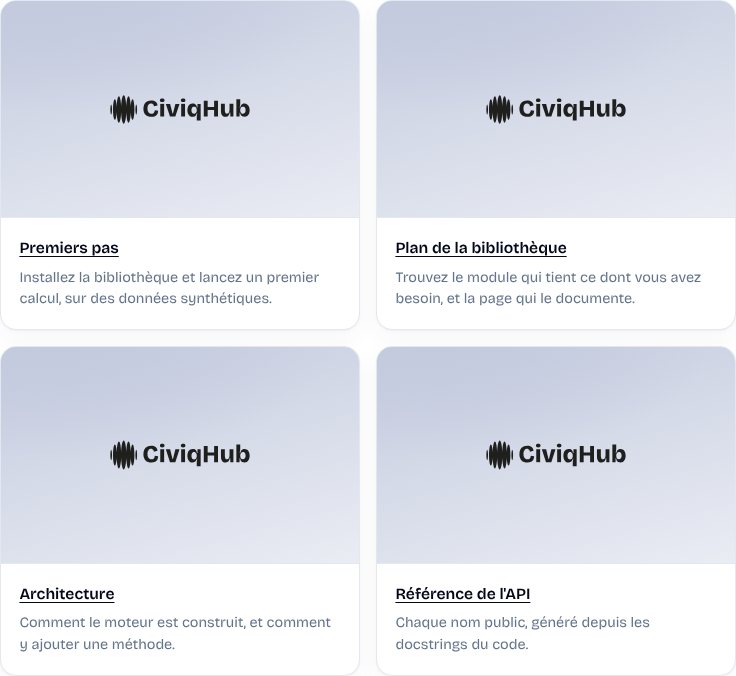 CiviqHub
Premiers pas
Installez la bibliothèque et lancez un premier
calcul, sur des données synthétiques.
CiviqHub
Plan de la bibliothèque
Trouvez le module qui tient ce dont vous avez
besoin, et la page qui le documente.
CiviqHub
Architecture
Comment le moteur est construit, et comment
y ajouter une méthode.
CiviqHub
Référence de l'API
Chaque nom public, généré depuis les
docstrings du code.